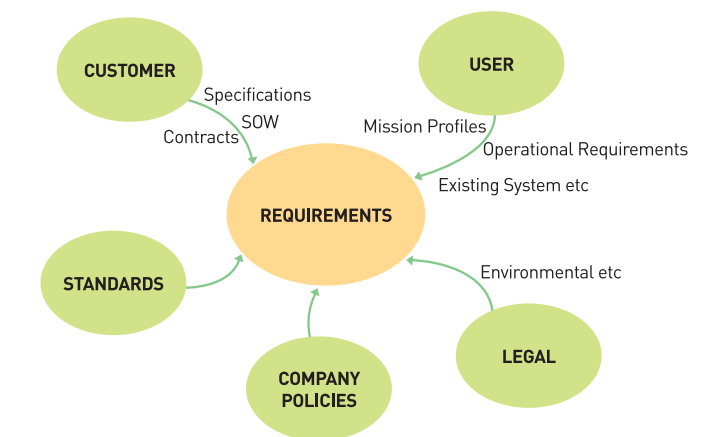 CUSTOMER
Specifications
SOW
Contracts
USER
Mission Profiles
Operational Requirements
Existing System etc
REQUIREMENTS
STANDARDS
Environmental etc
LEGAL
COMPANY
POLICIES